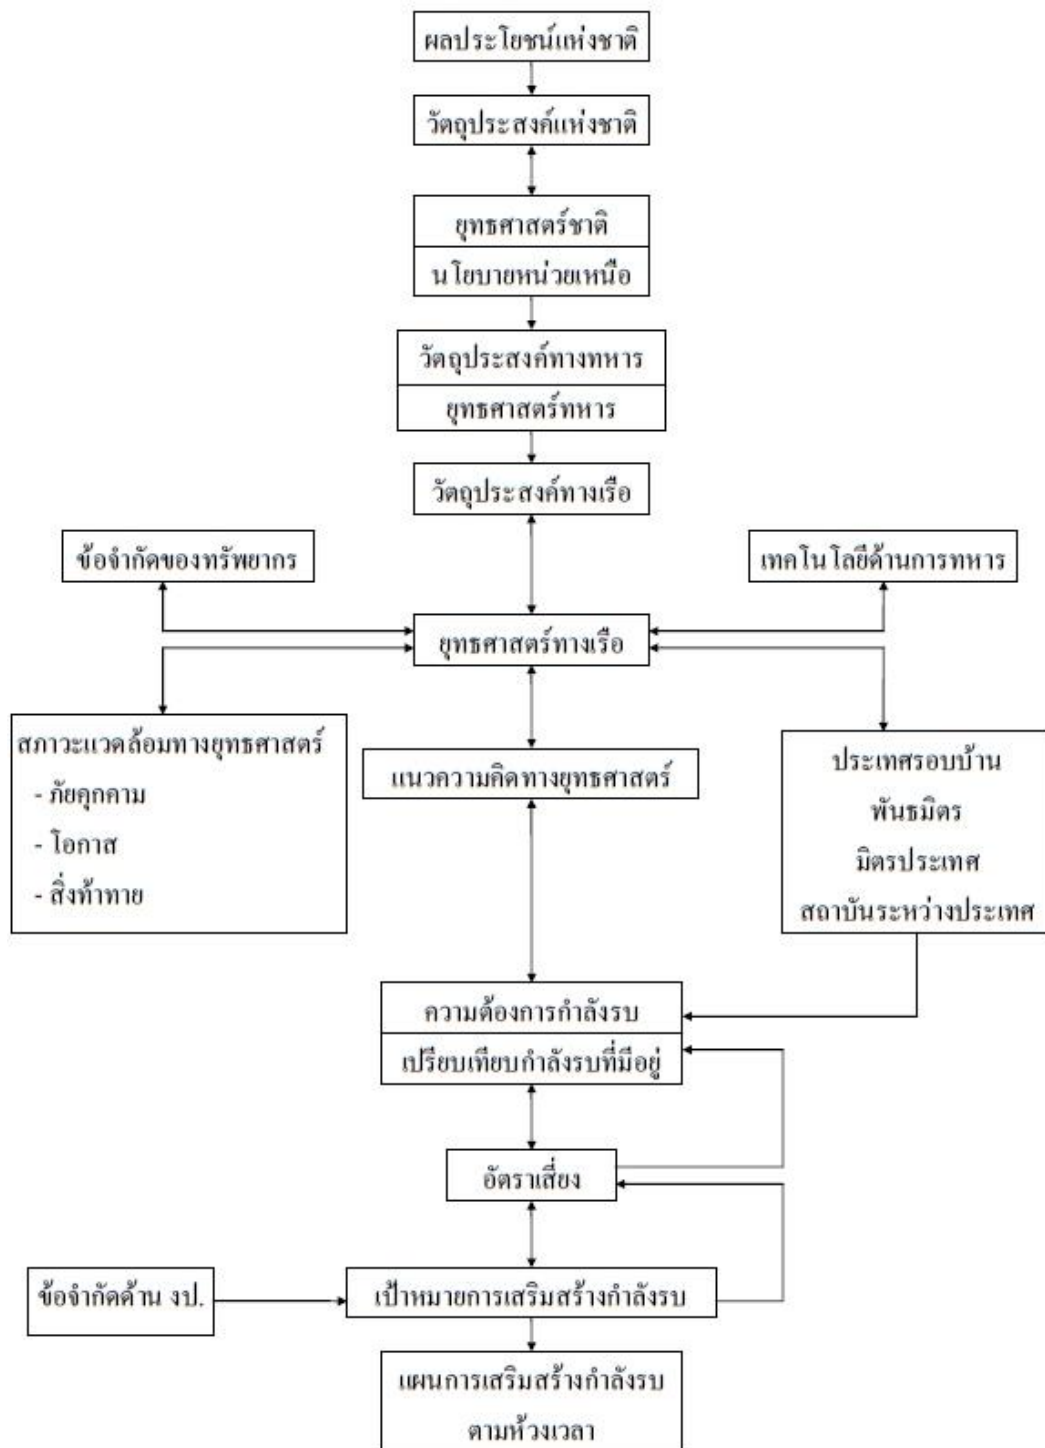 ผลประโยชน์แห่งชาติ
วัตถุประสงค์แห่งชาติ
ยุทธศาสตร์ชาติ
นโยบายหน่วยเหนือ
วัตถุประสงค์ทางทหาร
ยุทธศาสตร์ทหาร
วัตถุประสงค์ทางเรือ
ข้อจำกัดของทรัพยากร
เทคโนโลยีด้านการทหาร
ยุทธศาสตร์ทางเรือ
สภาวะแวดล้อมทางยุทธศาสตร์
- ภัยคุกคาม
- โอกาส
- สิ่งท้าทาย
แนวความคิดทางยุทธศาสตร์
ประเทศรอบบ้าน
พันธมิตร
มิตรประเทศ
สถาบันระหว่างประเทศ
ความต้องการกำลังรบ
เปรียบเทียบกำลังรบที่มีอยู่
อัตราเสี่ยง
ข้อจำกัดด้าน งป.
เป้าหมายการเสริมสร้างกำลังรบ
แผนการเสริมสร้างกำลังรบ
ตามห้วงเวลา